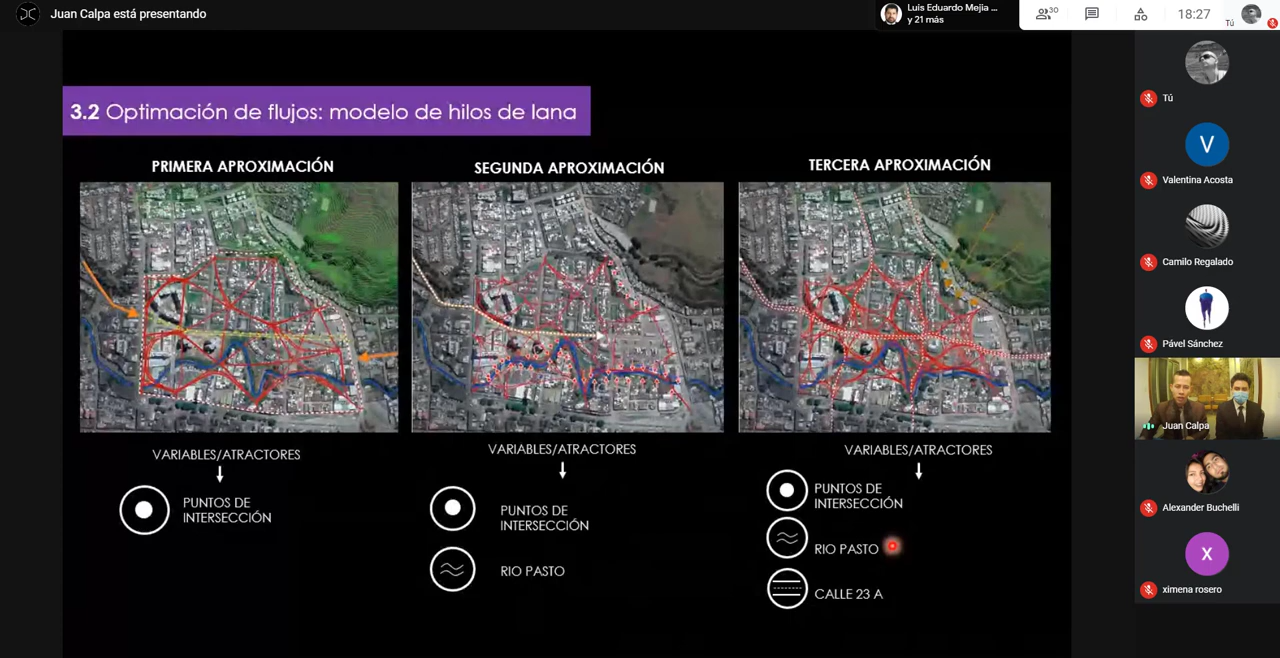 Juan Calpa está presentando
Luis Eduardo Mejia ...
y 21 más
30
18:27
Tú
3.2 Optimación de flujos: modelo de hilos de lana
PRIMERA APROXIMACIÓN
SEGUNDA APROXIMACIÓN
TERCERA APROXIMACIÓN
VARIABLES/ATRACTORES
PUNTOS DE
INTERSECCIÓN
VARIABLES/ATRACTORES
PUNTOS DE
INTERSECCIÓN
RIO PASTO
VARIABLES/ATRACTORES
PUNTOS DE
INTERSECCIÓN
RIO PASTO
CALLE 23 A
Tú
V
Valentina Acosta
Camilo Regalado
Pável Sánchez
Juan Calpa
Alexander Buchelli
X
ximena rosero